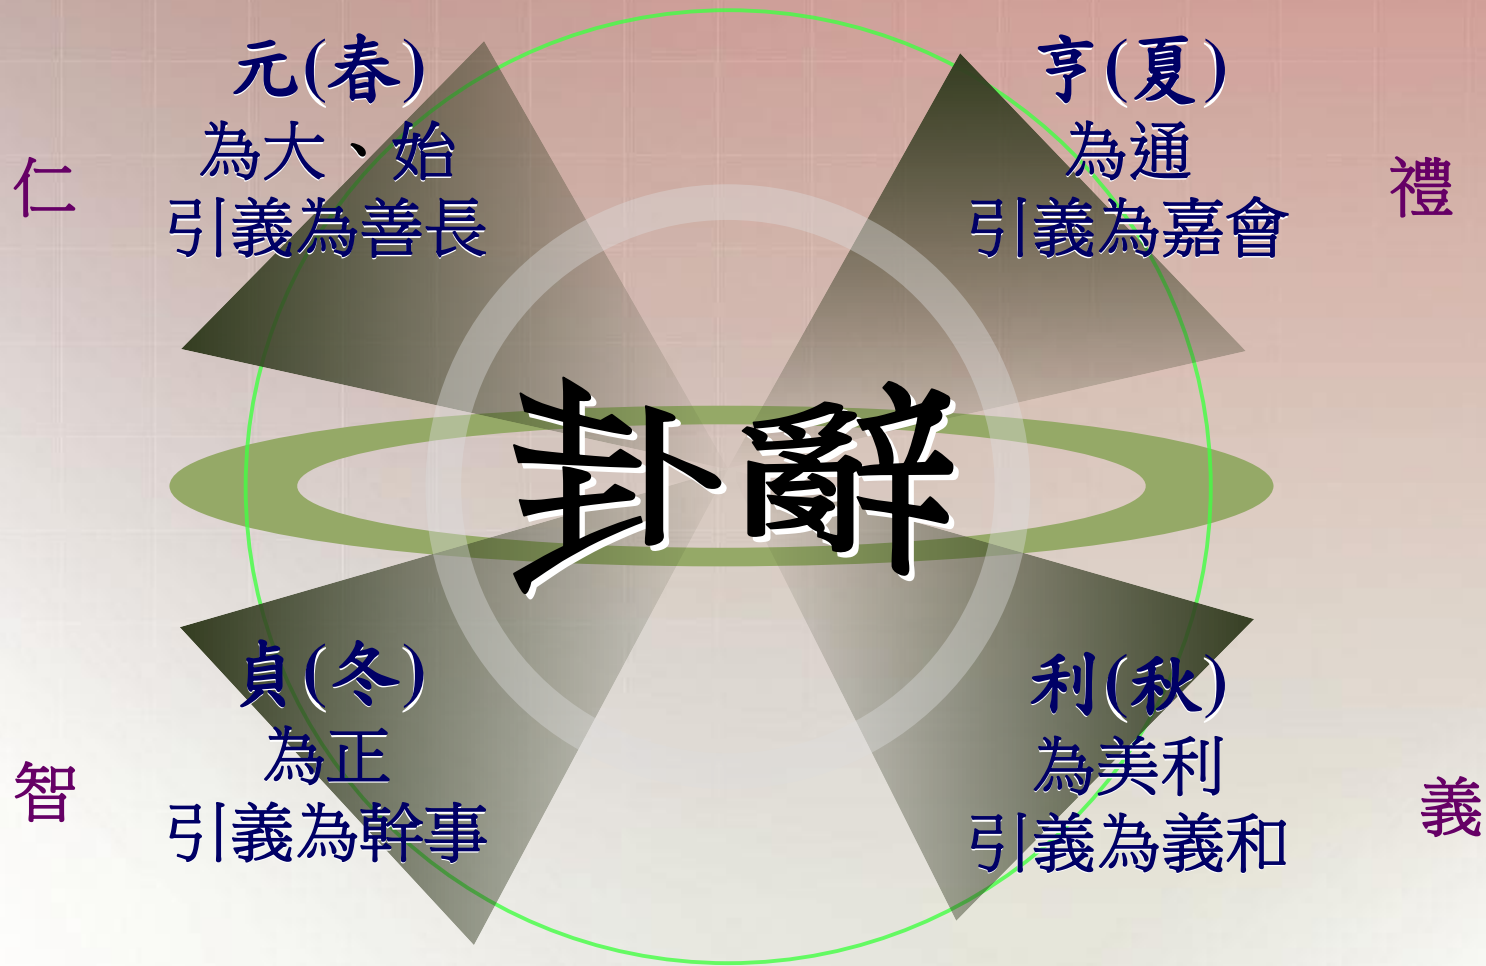 元(春)
為大、始
引義為善長
仁
亨(夏)
為通
引義為嘉會
禮
卦辭
貞(冬)
為正
引義為幹事
智
利(秋)
為美利
引義為義和
義